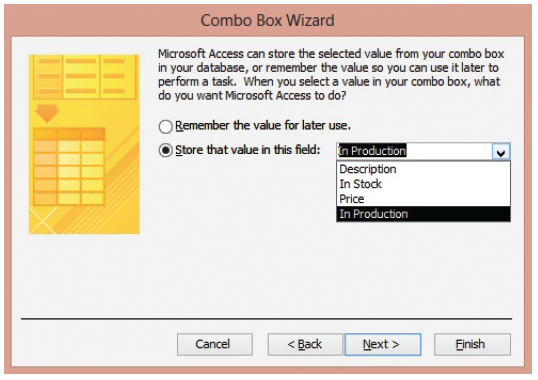 Combo Box Wizard
Microsoft Access can store the selected value from your combo box
in your database, or remember the value so you can use it later to
perform a task. When you select a value in your combo box, what
do you want Microsoft Access to do?
Remember the value for later use.
Store that value in this field: In Production
Description
In Stock
Price
In Production
Cancel < Back Next > Finish